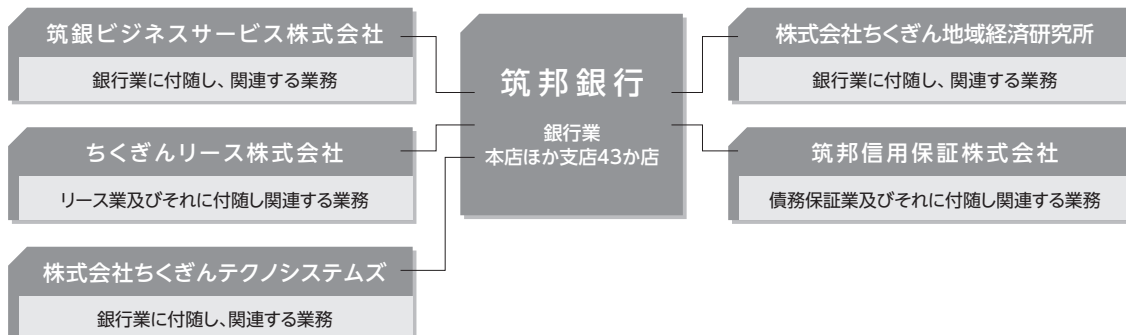 筑銀ビジネスサービス株式会社
銀行業に付随し、関連する業務
ちくぎんリース株式会社
リース業及びそれに付随し関連する業務
株式会社ちくぎんテクノシステムズ
銀行業に付随し、関連する業務
筑邦銀行
銀行業
本店ほか支店43か店
株式会社ちくぎん地域経済研究所
銀行業に付随し、関連する業務
筑邦信用保証株式会社
債務保証業及びそれに付随し関連する業務